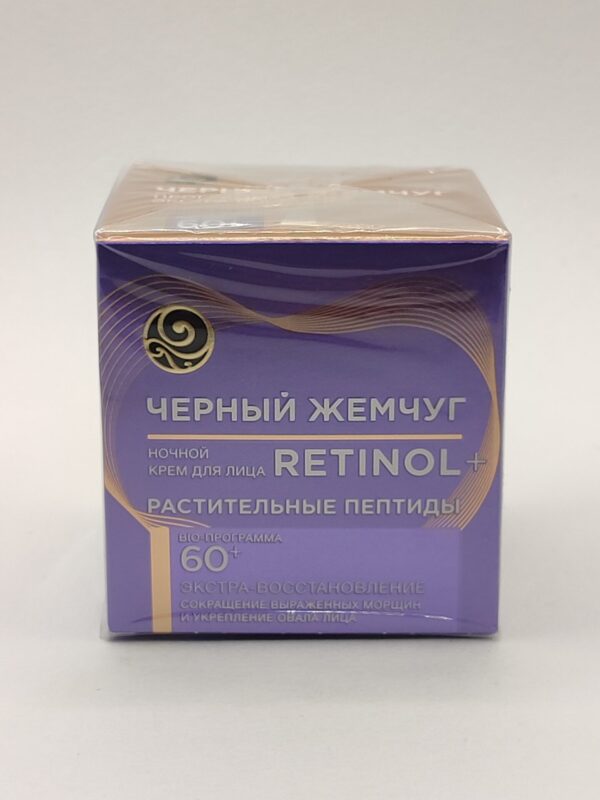 60+
ЧЕРНЫЙ ЖЕМЧУГ
НОЧНОЙ
КРЕМ ДЛЯ ЛИЦА RETINOL+
РАСТИТЕЛЬНЫЕ ПЕПТИДЫ
BIO-ПРОГРАММА
60+
ЭКСТРА-ВОССТАНОВЛЕНИЕ
СОКРАЩЕНИЕ ВЫРАЖЕННЫХ МОРЩИН
И УКРЕПЛЕНИЕ ОВАЛА ЛИЦА